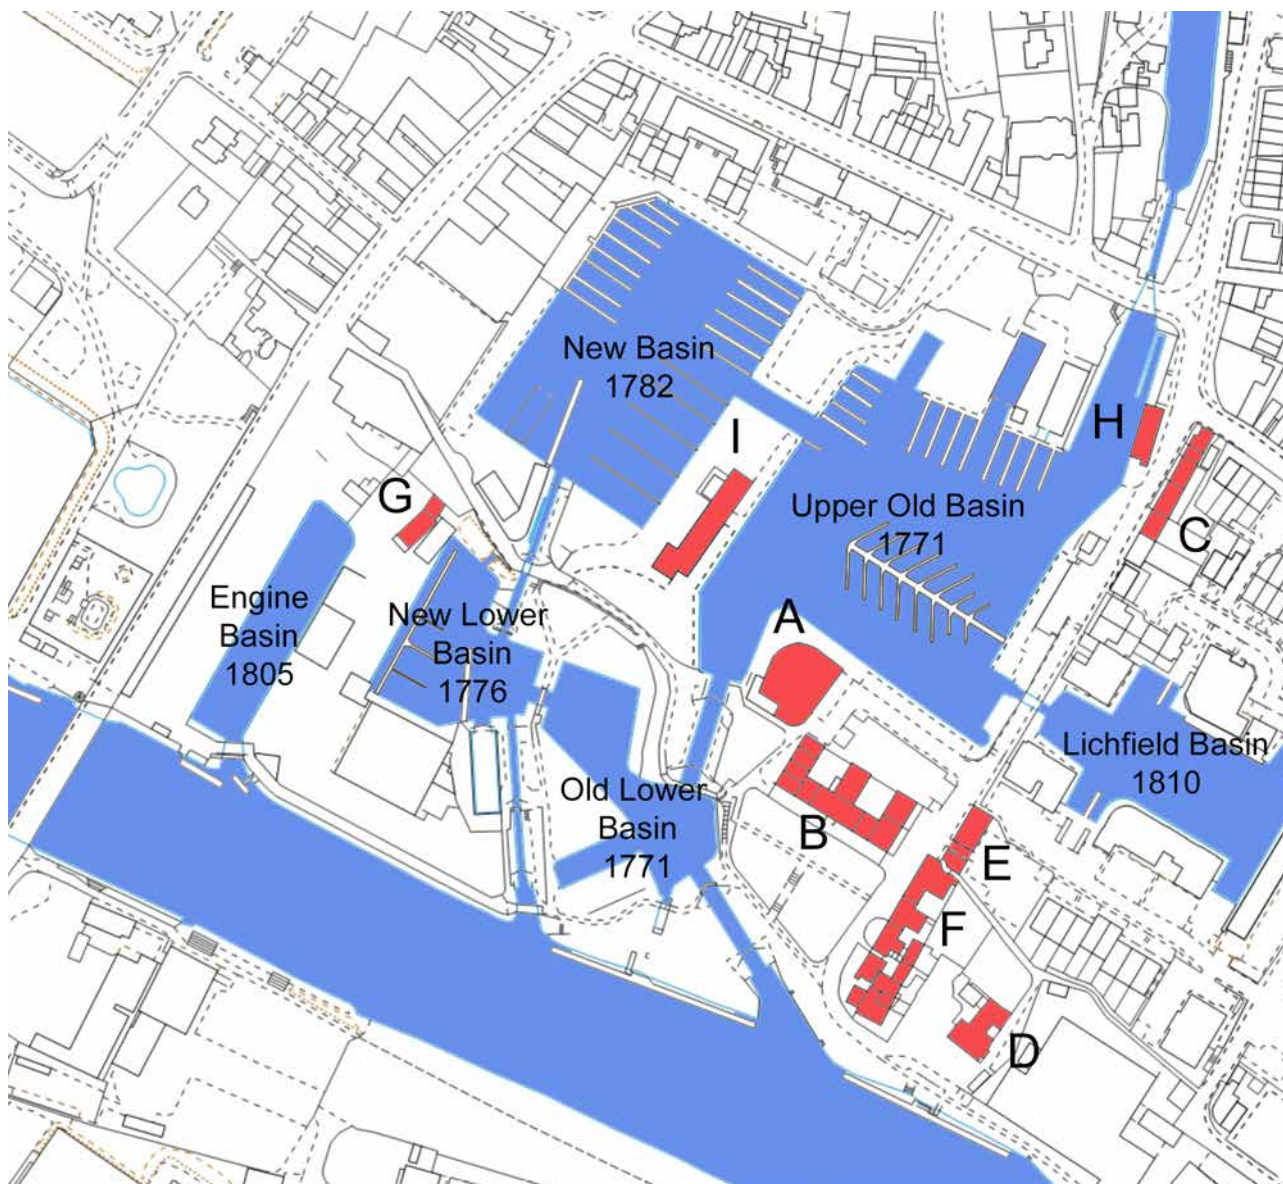 New Basin
1782
H
I
Upper Old Basin
1771
C
G
Engine
Basin
1805
New Lower
Basin
1776
A
Lichfield Basin
1810
Old Lower
Basin
1771
B
E
F
D